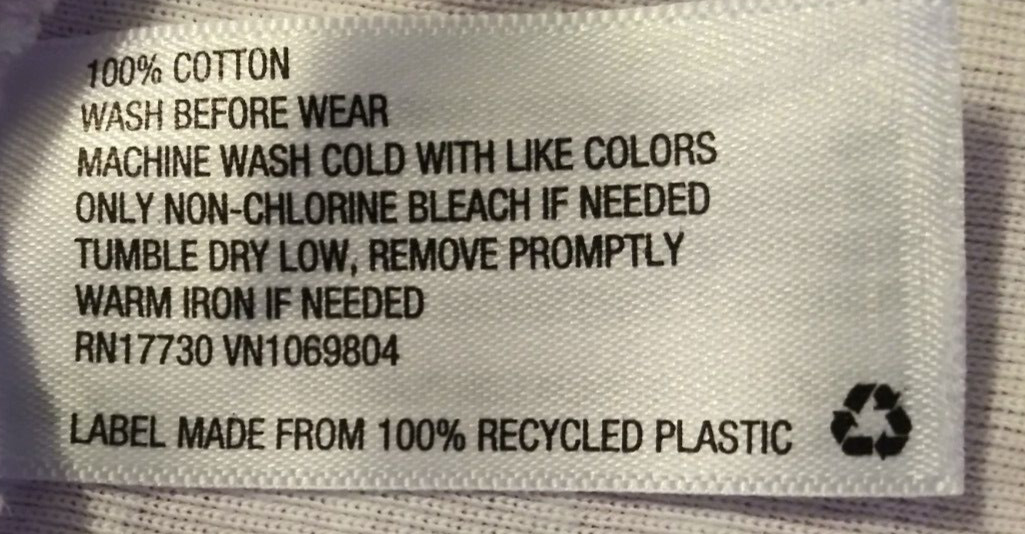 100% COTTON
WASH BEFORE WEAR
MACHINE WASH COLD WITH LIKE COLORS
ONLY NON-CHLORINE BLEACH IF NEEDED
TUMBLE DRY LOW, REMOVE PROMPTLY
WARM IRON IF NEEDED
RN17730 VN1069804
LABEL MADE FROM 100% RECYCLED PLASTIC